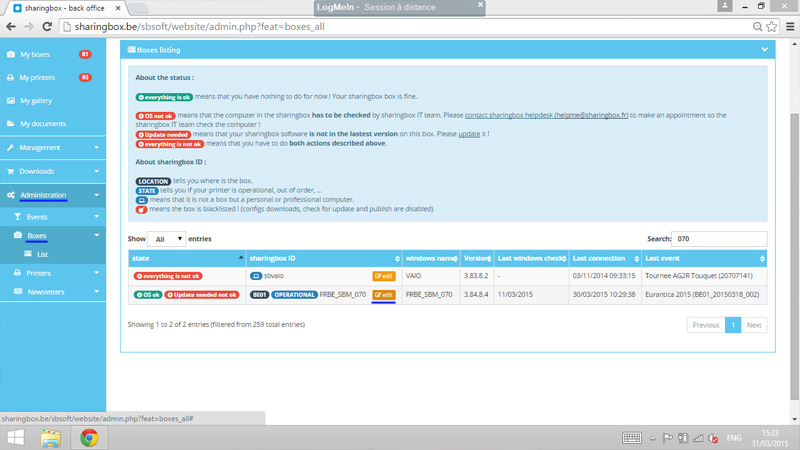 LogMeIn - Session à distance
sharingbox - back office
sharingbox.be/sbsoft/website/admin.php?feat=boxes_all
My boxes 81
My printers 93
My gallery
My documents
Management
Downloads
Administration
Events
Boxes
List
Printers
Newsletters
Boxes listing
About the status :
everything is ok means that you have nothing to do for now ! Your sharingbox box is fine.
OS not ok means that the computer in the sharingbox has to be checked by sharingbox IT team. Please contact sharingbox helpdesk (helpme@sharingbox.fr) to make an appointment so the
sharingbox IT team check the computer !
Update needed means that your sharingbox software is not in the lastest version on this box. Please update it !
everything is not ok means that you have to do both actions described above.
About sharingbox ID :
LOCATION tells you where is the box.
STATE tells you if your printer is operational, out of order, ...
means that it is not a box but a personal or professional computer.
means the box is blacklisted ! (configs downloads, check for update and publish are disabled)
Show All entries
Search: 070
state sharingbox ID windows name Version Last windows check Last connection Last event
everything is not ok sbvaio edit VAIO 3.83.8.2 - 03/11/2014 09:33:15 Tournee AG2R Touquet (20707141)
OS ok Update needed not ok BE01 OPERATIONAL FRBE_SBM_070 edit FRBE_SBM_070 3.84.8.4 11/03/2015 30/03/2015 10:29:38 Eurantica 2015 (BE01_20150318_002)
Showing 1 to 2 of 2 entries (filtered from 259 total entries)
Previous 1 Next
sharingbox.be/sbsoft/website/admin.php?feat=boxes_all#
ENG
15:23
31/03/2015